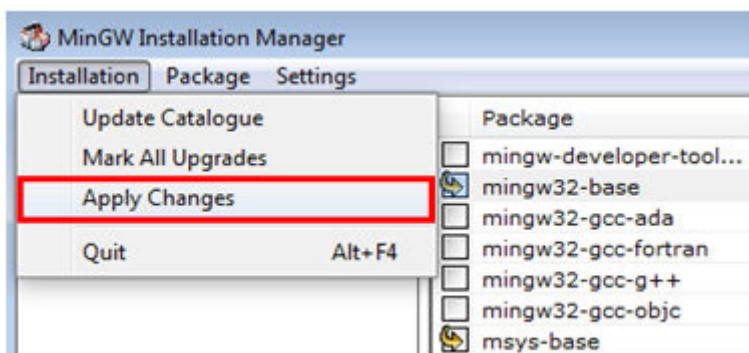 MinGW Installation Manager
Installation Package Settings
Update Catalogue
Mark All Upgrades
Apply Changes
Quit Alt+F4
Package
mingw-developer-tool...
mingw32-base
mingw32-gcc-ada
mingw32-gcc-fortran
mingw32-gcc-g++
mingw32-gcc-objc
msys-base